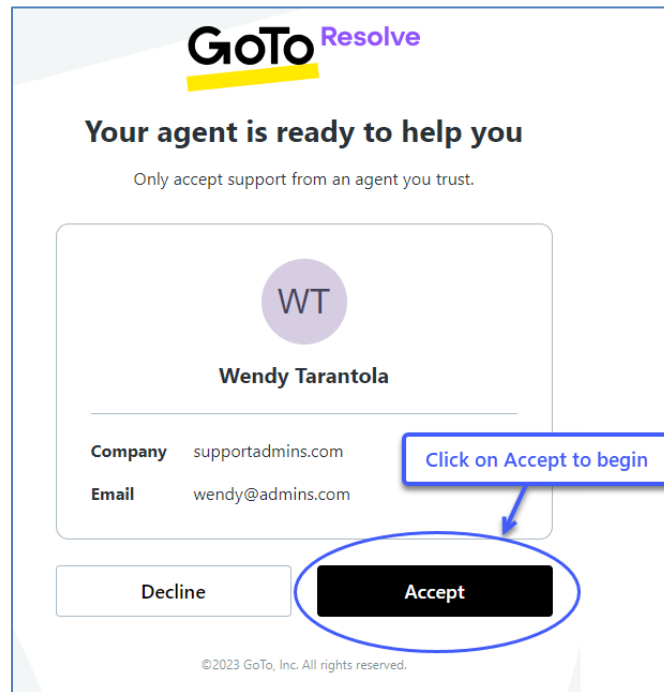 GoTo Resolve
Your agent is ready to help you
Only accept support from an agent you trust.
WT
Wendy Tarantola
Company supportadmins.com
Click on Accept to begin
Email wendy@admins.com
Decline Accept
©2023 GoTo, Inc. All rights reserved.